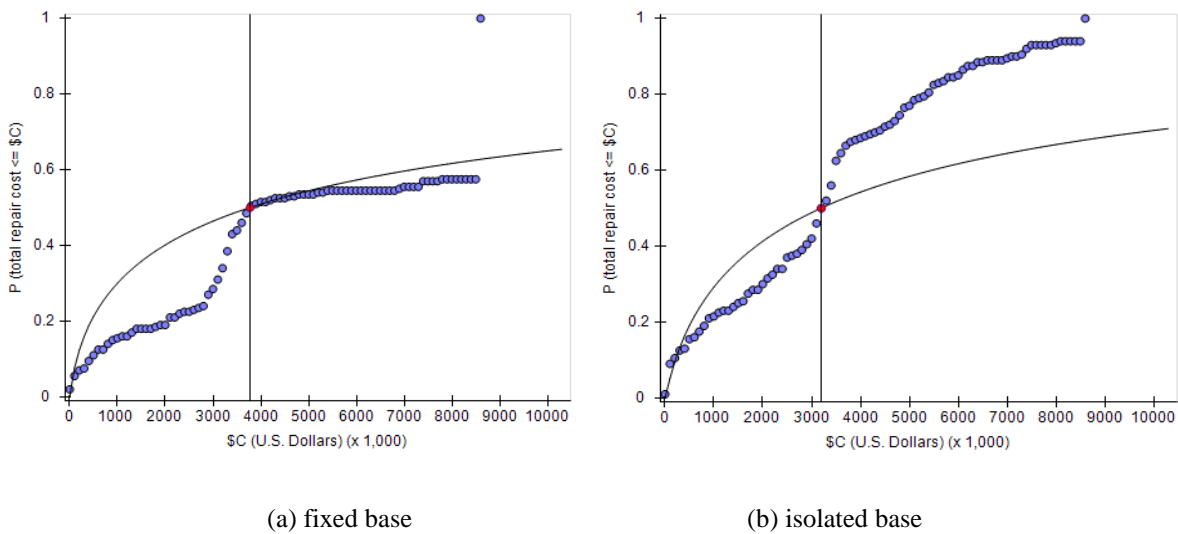 1
0.8
0.6
0.4
0.2
0
P (total repair cost <= $C)
0 1000 2000 3000 4000 5000 6000 7000 8000 9000 10000
$C (U.S. Dollars) (x 1,000)
(a) fixed base
1
0.8
0.6
0.4
0.2
0
P (total repair cost <= $C)
0 1000 2000 3000 4000 5000 6000 7000 8000 9000 10000
$C (U.S. Dollars) (x 1,000)
(b) isolated base